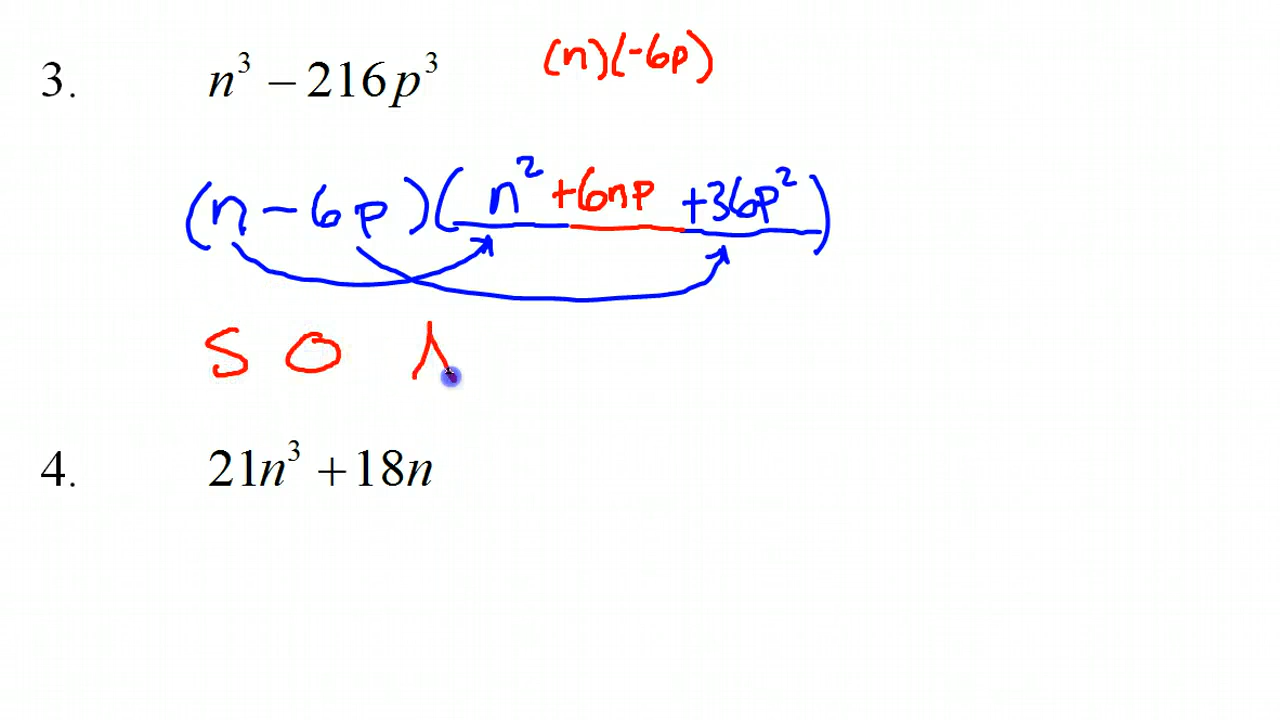 3. n³ − 216p³ (n)(-6p)
(n - 6p)(n² +6np +36p²)
S O
4. 21n³ + 18n